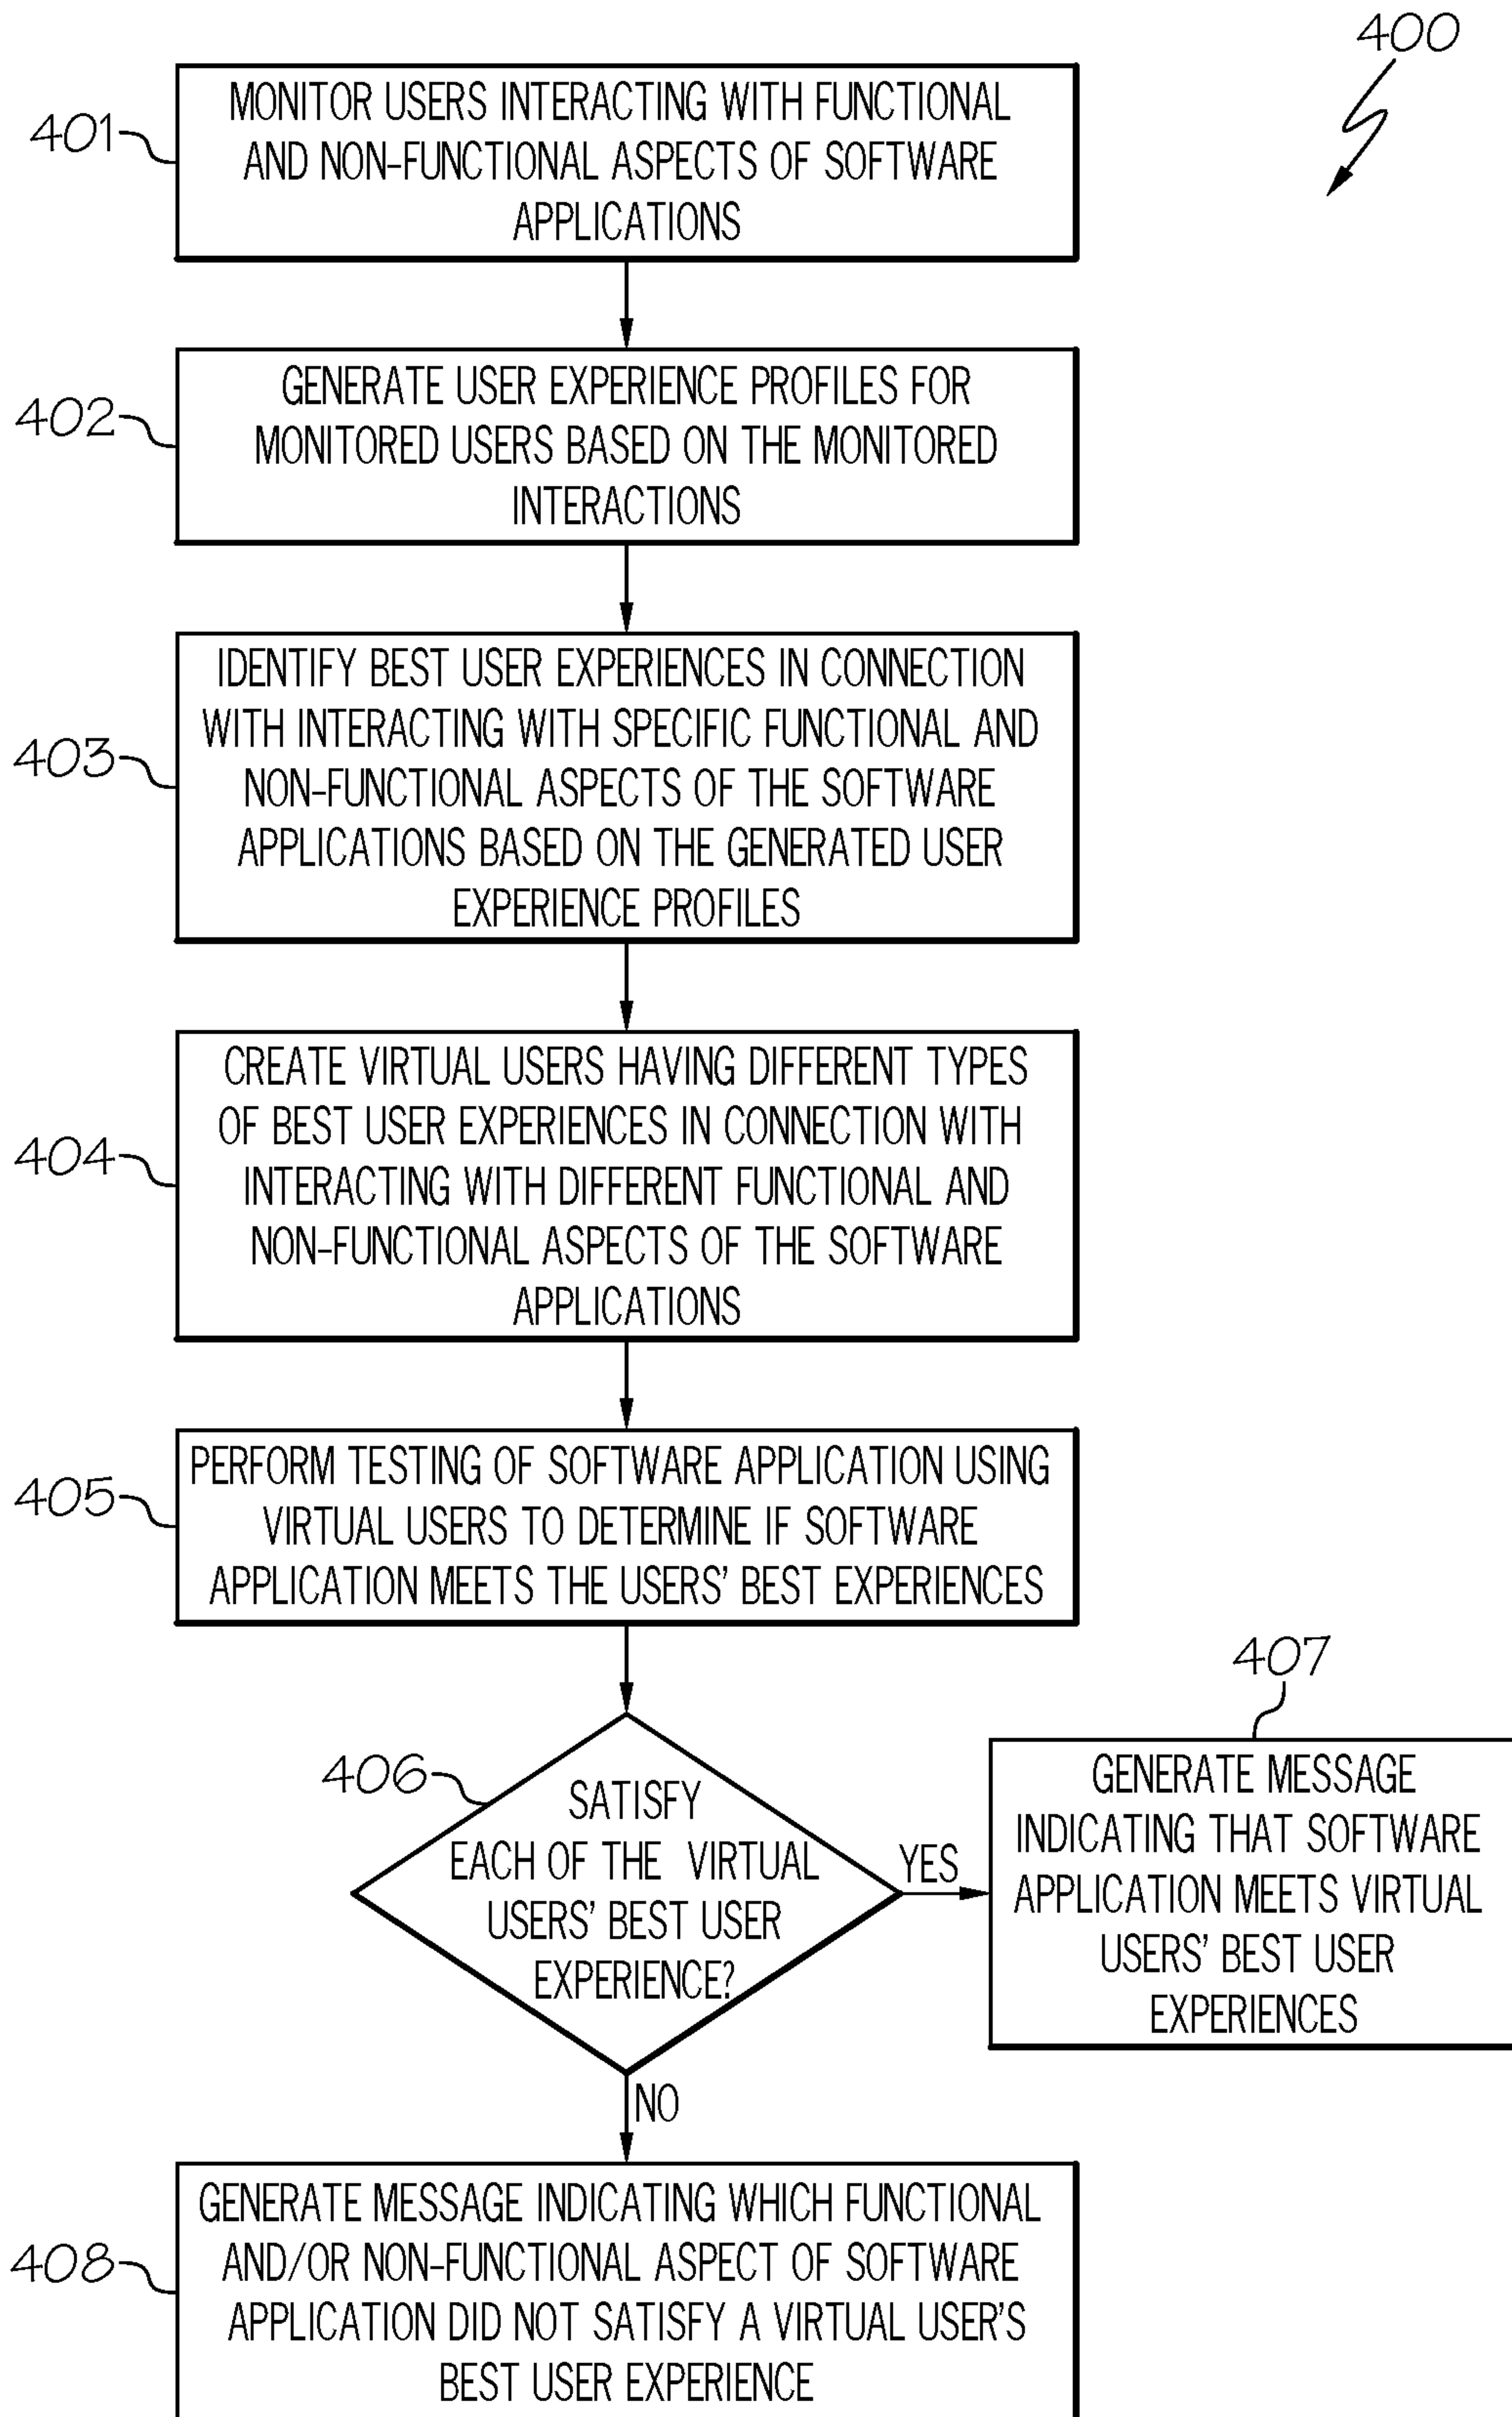 400
401
MONITOR USERS INTERACTING WITH FUNCTIONAL
AND NON-FUNCTIONAL ASPECTS OF SOFTWARE
APPLICATIONS
402
GENERATE USER EXPERIENCE PROFILES FOR
MONITORED USERS BASED ON THE MONITORED
INTERACTIONS
403
IDENTIFY BEST USER EXPERIENCES IN CONNECTION
WITH INTERACTING WITH SPECIFIC FUNCTIONAL AND
NON-FUNCTIONAL ASPECTS OF THE SOFTWARE
APPLICATIONS BASED ON THE GENERATED USER
EXPERIENCE PROFILES
404
CREATE VIRTUAL USERS HAVING DIFFERENT TYPES
OF BEST USER EXPERIENCES IN CONNECTION WITH
INTERACTING WITH DIFFERENT FUNCTIONAL AND
NON-FUNCTIONAL ASPECTS OF THE SOFTWARE
APPLICATIONS
405
PERFORM TESTING OF SOFTWARE APPLICATION USING
VIRTUAL USERS TO DETERMINE IF SOFTWARE
APPLICATION MEETS THE USERS' BEST EXPERIENCES
406
SATISFY
EACH OF THE VIRTUAL
USERS' BEST USER
EXPERIENCE?
YES
407
GENERATE MESSAGE
INDICATING THAT SOFTWARE
APPLICATION MEETS VIRTUAL
USERS' BEST USER
EXPERIENCES
NO
408
GENERATE MESSAGE INDICATING WHICH FUNCTIONAL
AND/OR NON-FUNCTIONAL ASPECT OF SOFTWARE
APPLICATION DID NOT SATISFY A VIRTUAL USER'S
BEST USER EXPERIENCE